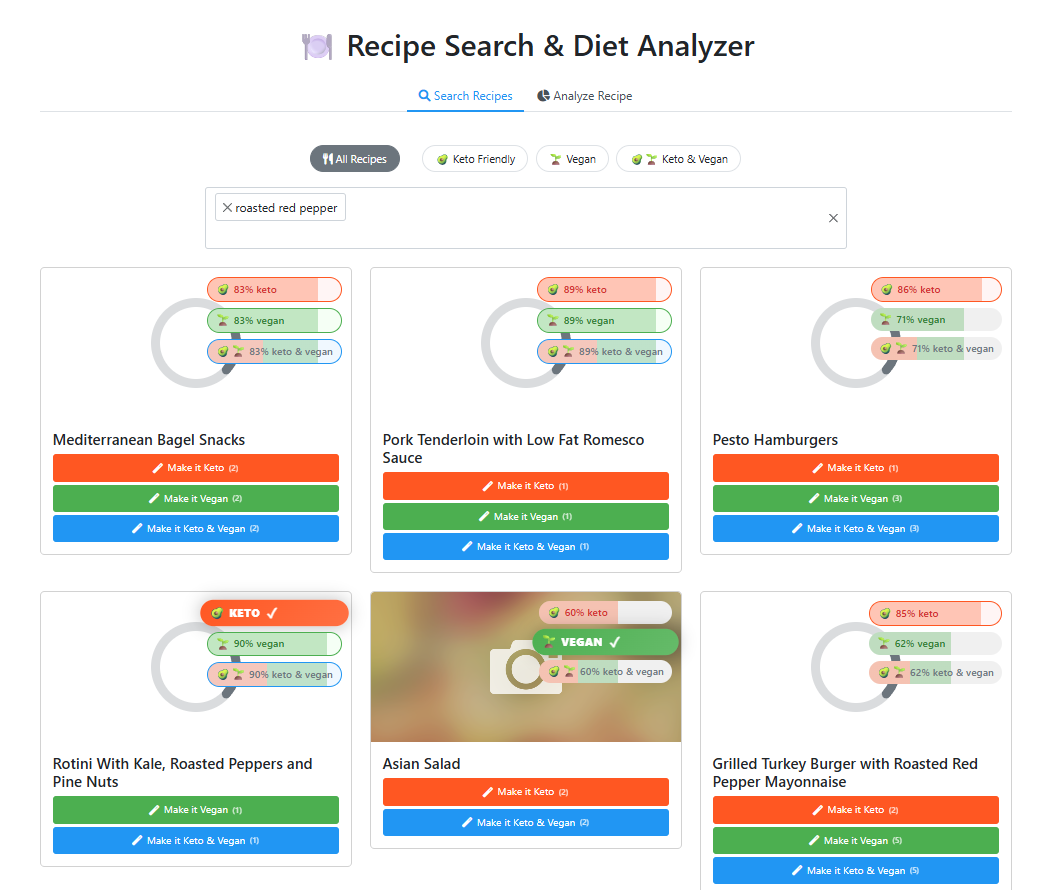 Recipe Search & Diet Analyzer
Search Recipes
Analyze Recipe
All Recipes
Keto Friendly
Vegan
Keto & Vegan
roasted red pepper
83% keto
83% vegan
83% keto & vegan
Mediterranean Bagel Snacks
Make it Keto (2)
Make it Vegan (2)
Make it Keto & Vegan (2)
89% keto
89% vegan
89% keto & vegan
Pork Tenderloin with Low Fat Romesco
Sauce
Make it Keto (1)
Make it Vegan (1)
Make it Keto & Vegan (1)
86% keto
71% vegan
71% keto & vegan
Pesto Hamburgers
Make it Keto (1)
Make it Vegan (3)
Make it Keto & Vegan (3)
KETO ✓
90% vegan
90% keto & vegan
Rotini With Kale, Roasted Peppers and
Pine Nuts
Make it Vegan (1)
Make it Keto & Vegan (1)
60% keto
VEGAN ✓
60% keto & vegan
Asian Salad
Make it Keto (2)
Make it Keto & Vegan (2)
85% keto
62% vegan
62% keto & vegan
Grilled Turkey Burger with Roasted Red
Pepper Mayonnaise
Make it Keto (2)
Make it Vegan (5)
Make it Keto & Vegan (5)